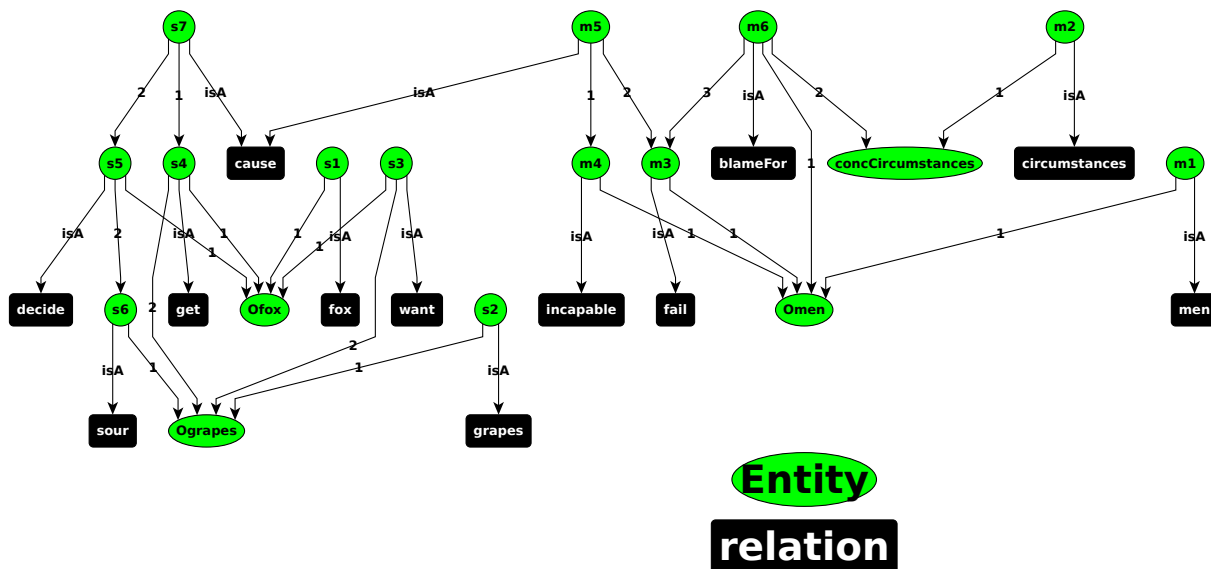 s7 m5 m6 m2
2 1 isA isA 1 2 3 isA 2 1 isA
s5 s4 cause s1 s3 m4 m3 blameFor 1 concCircumstances circumstances m1
isA 2 isA 1 1 1 1 isA isA isA 1 isA 1 1 isA
decide s6 2 get Ofox fox want s2 incapable fail Omen men
isA 1 2 1 isA
sour Ograpes grapes
Entity
relation